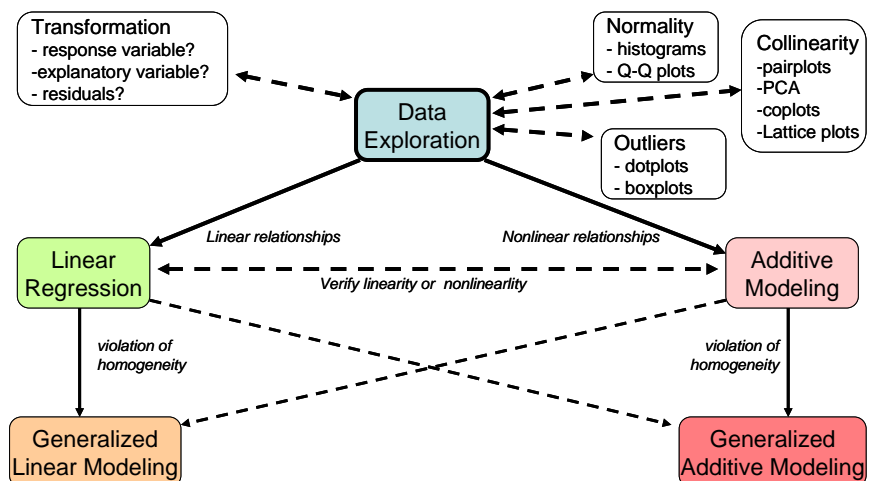 Transformation
- response variable?
-explanatory variable?
- residuals?
Normality
- histograms
- Q-Q plots
Collinearity
-pairplots
-PCA
-coplots
-Lattice plots
Data
Exploration
Outliers
- dotplots
- boxplots
Linear relationships
Nonlinear relationships
Linear
Regression
Verify linearity or nonlinearlity
Additive
Modeling
violation of
homogeneity
violation of
homogeneity
Generalized
Linear Modeling
Generalized
Additive Modeling